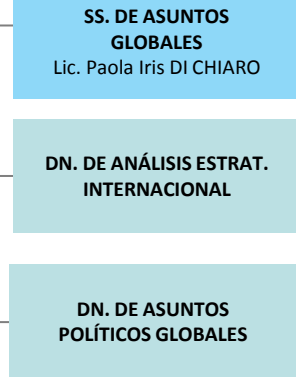 SS. DE ASUNTOS
GLOBALES
Lic. Paola Iris DI CHIARO
DN. DE ANÁLISIS ESTRAT.
INTERNACIONAL
DN. DE ASUNTOS
POLÍTICOS GLOBALES